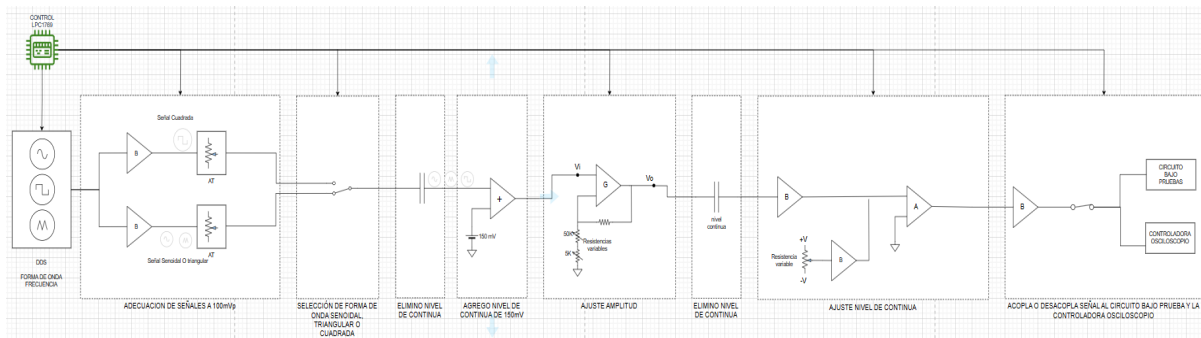 CONTROL
LPC1769
DDS
FORMA DE ONDA
FRECUENCIA
Señal Cuadrada
B
AT
B
AT
Señal Senoidal O triangular
ADECUACION DE SEÑALES A 100mVp
SELECCIÓN DE FORMA DE
ONDA SENOIDAL,
TRIANGULAR O
CUADRADA
ELIMINO NIVEL
DE CONTINUA
+
150 mV
AGREGO NIVEL DE
CONTINUA DE 150mV
Vi
G
Vo
50K
Resistencias
variables
5K
AJUSTE AMPLITUD
nivel
continua
ELIMINO NIVEL
DE CONTINUA
B
A
+V
Resistencia
variable
B
-V
AJUSTE NIVEL DE CONTINUA
B
CIRCUITO
BAJO
PRUEBAS
CONTROLADORA
OSCILOSCOPIO
ACOPLA O DESACOPLA SEÑAL AL CIRCUITO BAJO PRUEBA Y LA
CONTROLADORA OSCILOSCOPIO